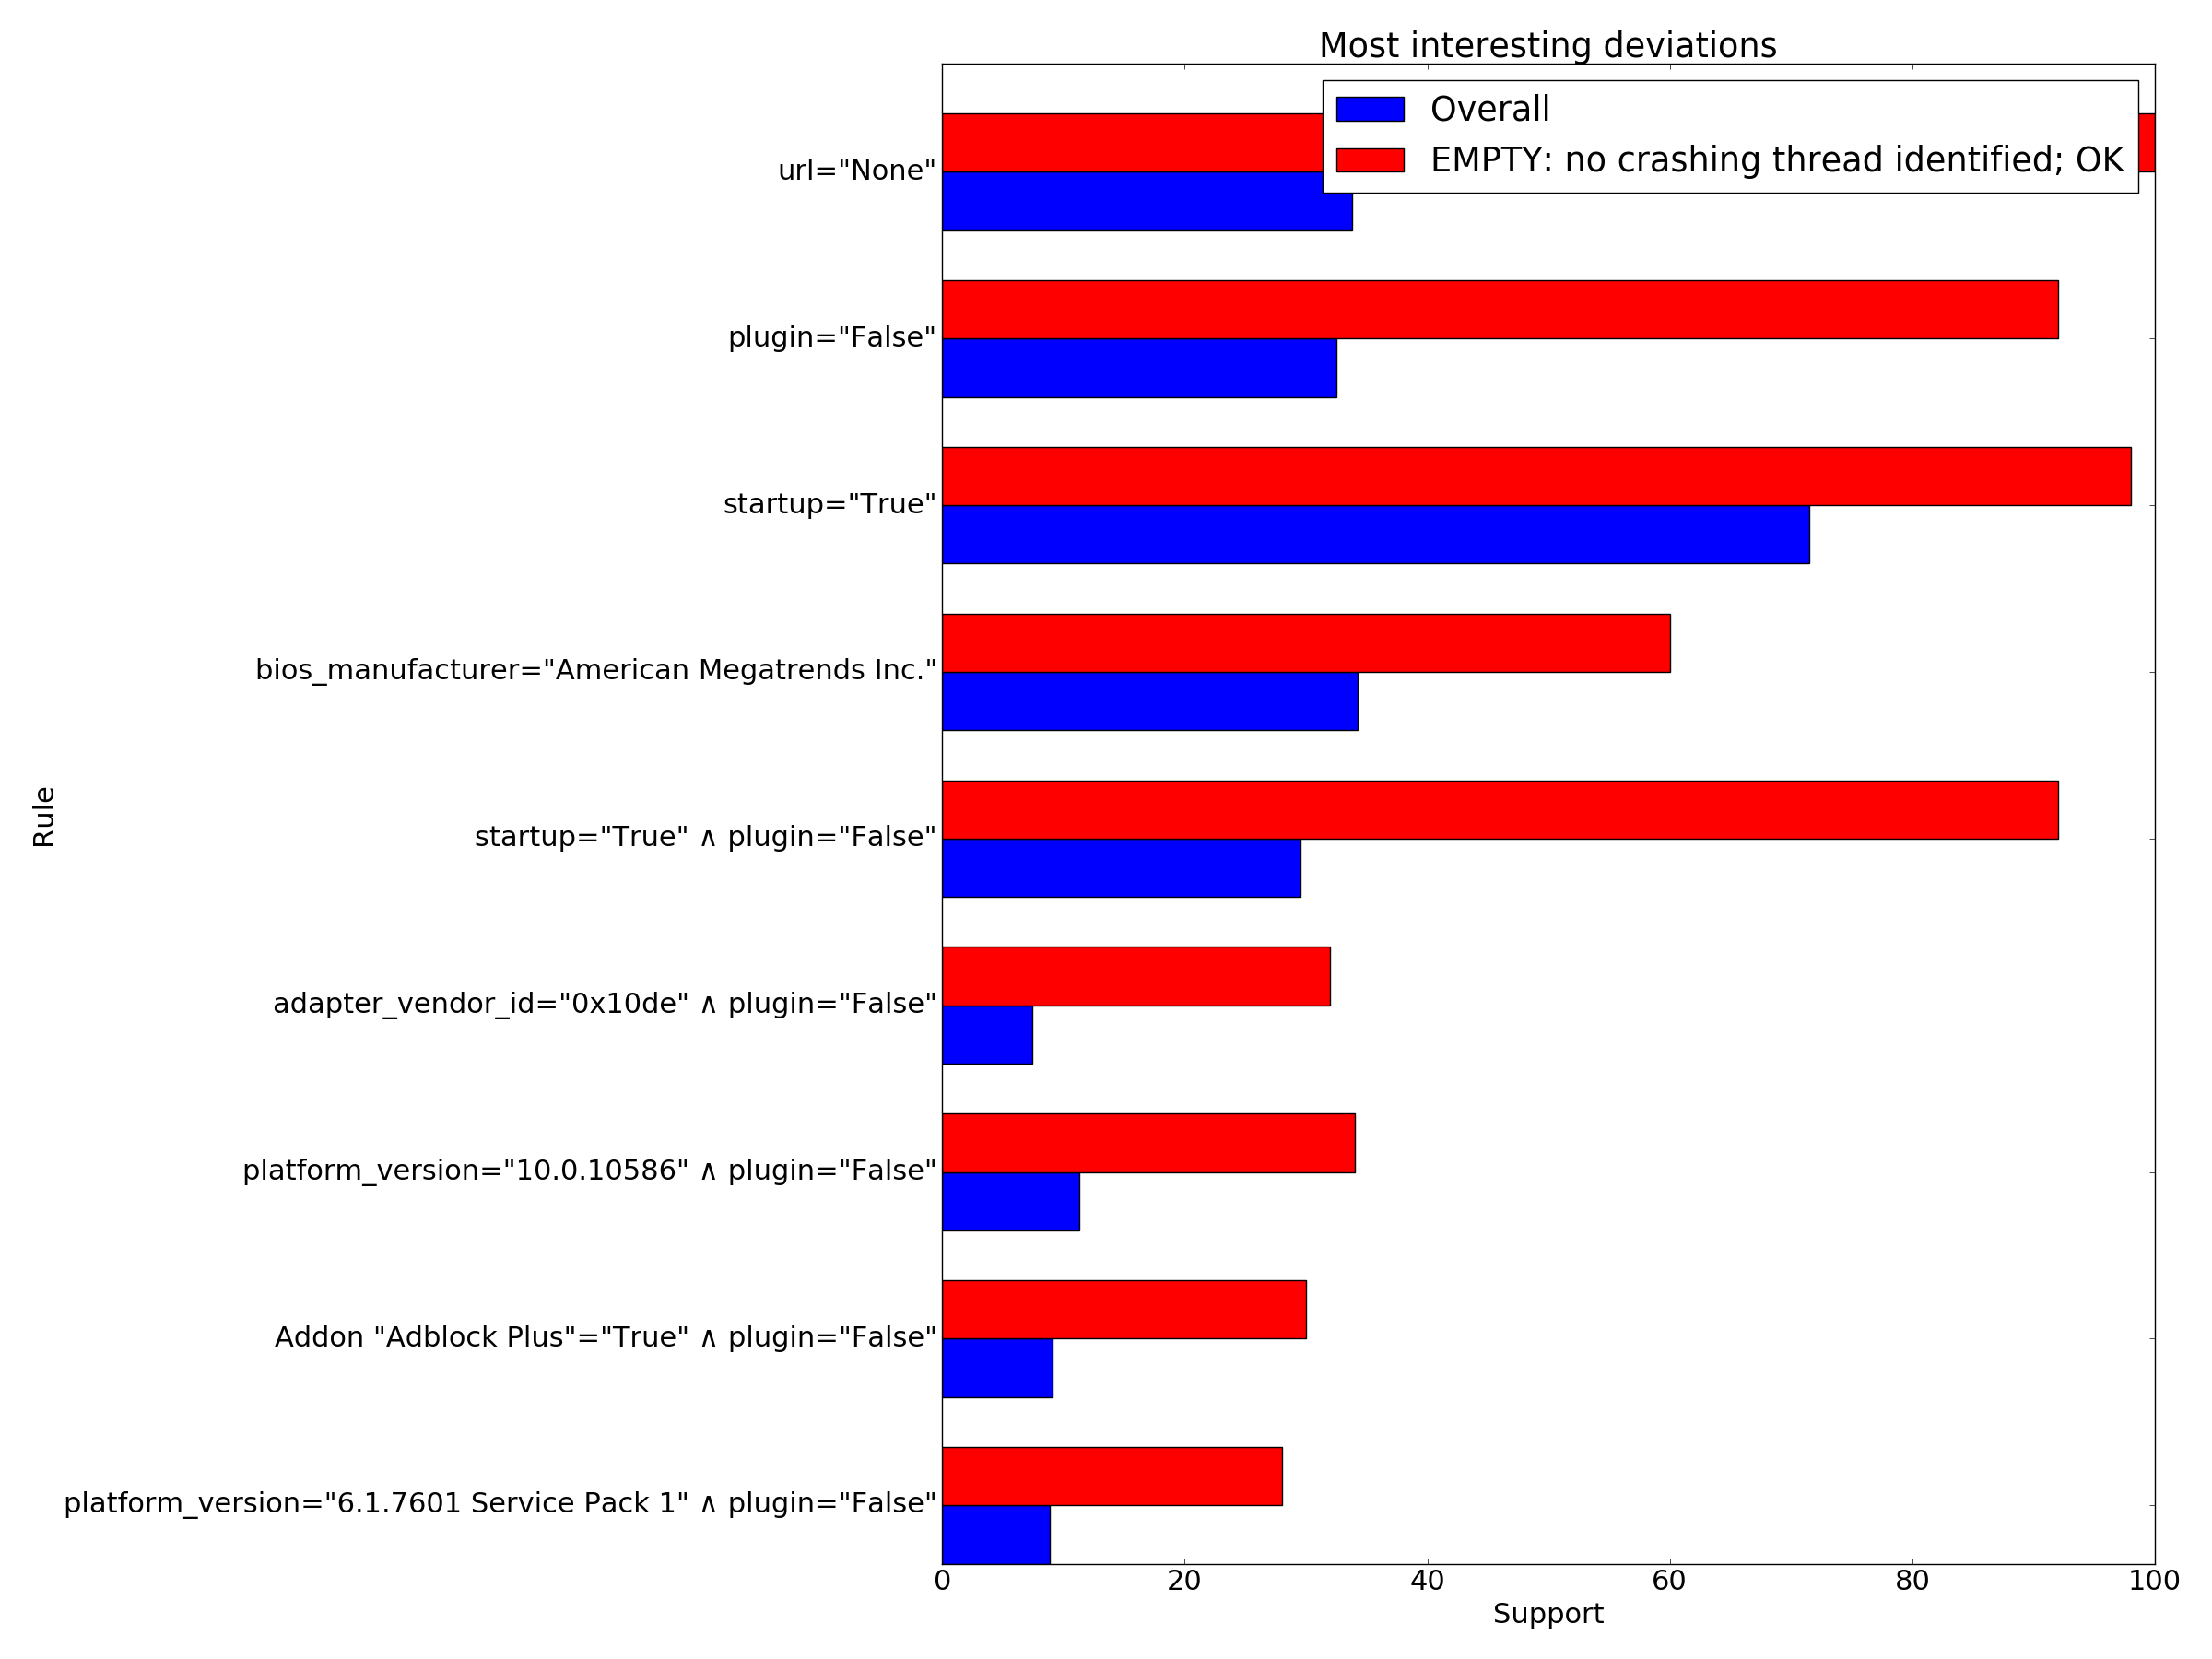 Most interesting deviations
Overall
EMPTY: no crashing thread identified; OK
url="None"
plugin="False"
startup="True"
bios_manufacturer="American Megatrends Inc."
startup="True" ∧ plugin="False"
adapter_vendor_id="0x10de" ∧ plugin="False"
platform_version="10.0.10586" ∧ plugin="False"
Addon "Adblock Plus"="True" ∧ plugin="False"
platform_version="6.1.7601 Service Pack 1" ∧ plugin="False"
Rule
0 20 40 60 80 100
Support